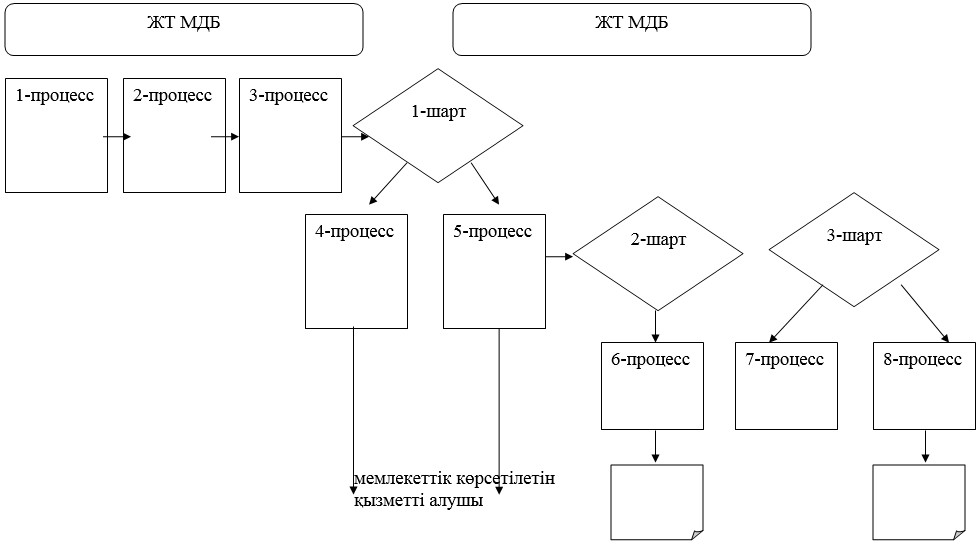 ЖТ МДБ
ЖТ МДБ
1-процесс
2-процесс
3-процесс
1-шарт
4-процесс
5-процесс
2-шарт
3-шарт
6-процесс
7-процесс
8-процесс
мемлекеттік көрсетілетін
қызметті алушы